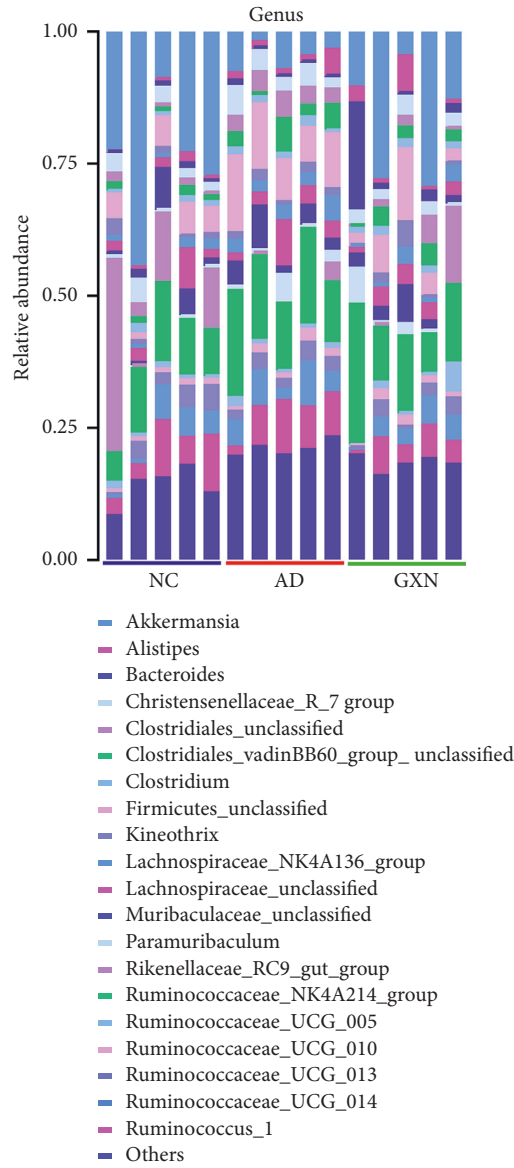 Genus
1.00
0.75
0.50
0.25
0.00
Relative abundance
NC
AD
GXN
Akkermansia
Alistipes
Bacteroides
Christensenellaceae_R_7 group
Clostridiales_unclassified
Clostridiales_vadinBB60_group_ unclassified
Clostridium
Firmicutes_unclassified
Kineothrix
Lachnospiraceae_NK4A136_group
Lachnospiraceae_unclassified
Muribaculaceae_unclassified
Paramuribaculum
Rikenellaceae_RC9_gut_group
Ruminococcaceae_NK4A214_group
Ruminococcaceae_UCG_005
Ruminococcaceae_UCG_010
Ruminococcaceae_UCG_013
Ruminococcaceae_UCG_014
Ruminococcus_1
Others